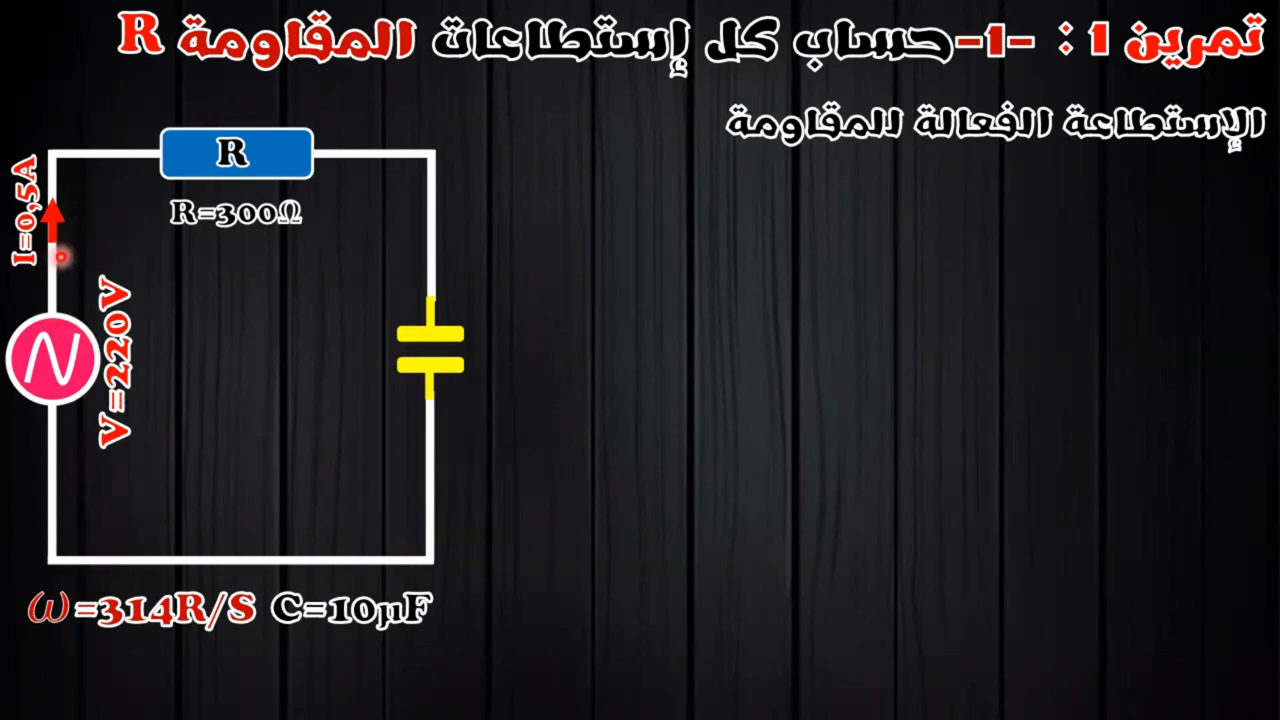 تمرين 1 : -1-حساب كل إستطاعات المقاومة R
الإستطاعة الفعالة للمقاومة
R
R=300Ω
I=0,5A
V=220V
ω=314R/S C=10µF